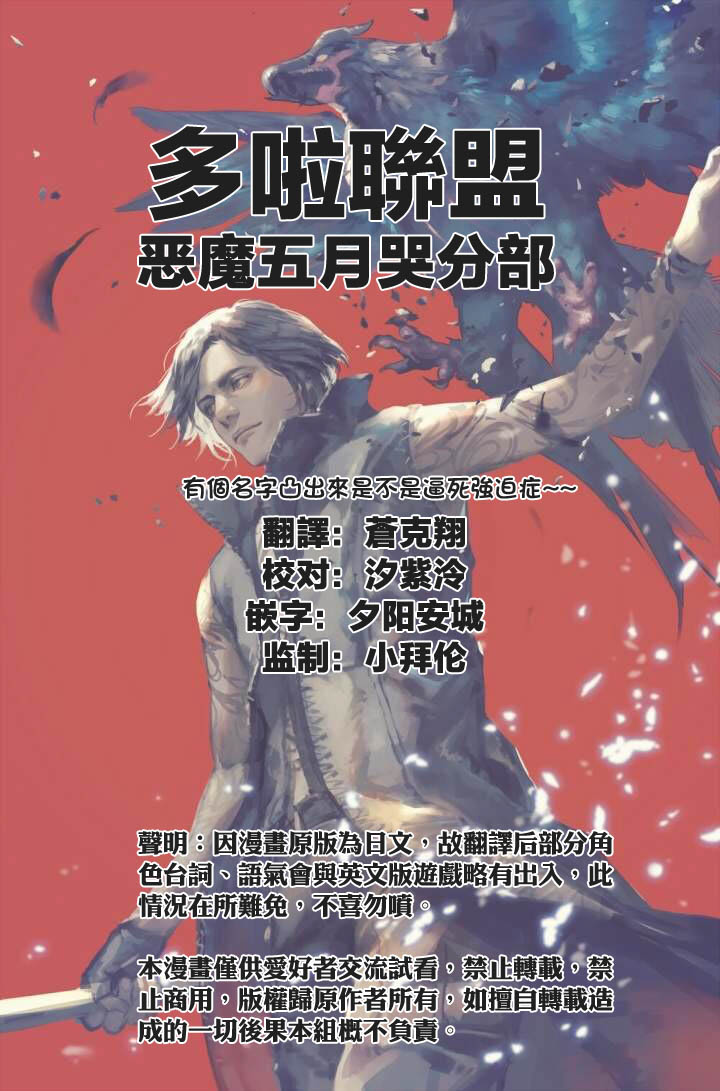 多啦聯盟
恶魔五月哭分部
有個名字凸出來是不是逼死強迫症~~
翻譯：蒼克翔
校对：汐紫泠
嵌字：夕阳安城
监制：小拜伦
聲明：因漫畫原版為日文，故翻譯后部分角
色台詞、語氣會與英文版遊戲略有出入，此
情況在所難免，不喜勿噴。
本漫畫僅供愛好者交流試看，禁止轉載，禁
止商用，版權歸原作者所有，如擅自轉載造
成的一切後果本組概不負責。